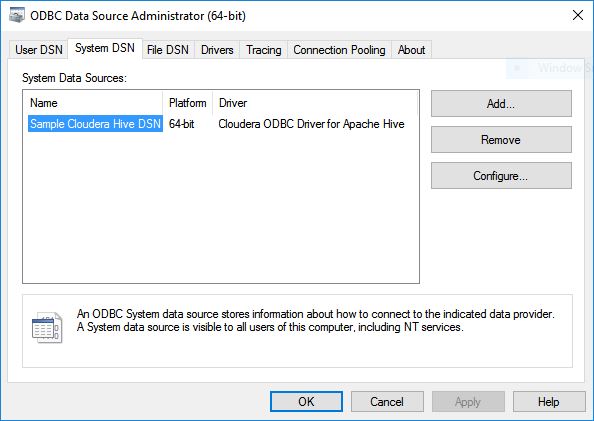 ODBC Data Source Administrator (64-bit)
User DSN System DSN File DSN Drivers Tracing Connection Pooling About
System Data Sources:
Name Platform Driver
Sample Cloudera Hive DSN 64-bit Cloudera ODBC Driver for Apache Hive
Window
Add...
Remove
Configure...
An ODBC System data source stores information about how to connect to the indicated data provider.
A System data source is visible to all users of this computer, including NT services.
OK Cancel Apply Help